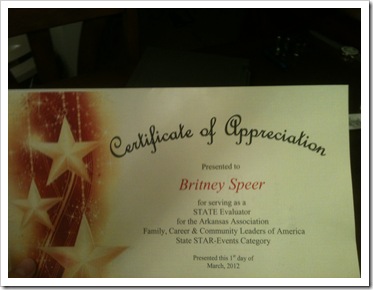 Certificate of Appreciation
Presented to
Britney Speer
for serving as a
STATE Evaluator
for the Arkansas Association
Family, Career & Community Leaders of America
State STAR-Events Category
Presented this 1st day of
March, 2012